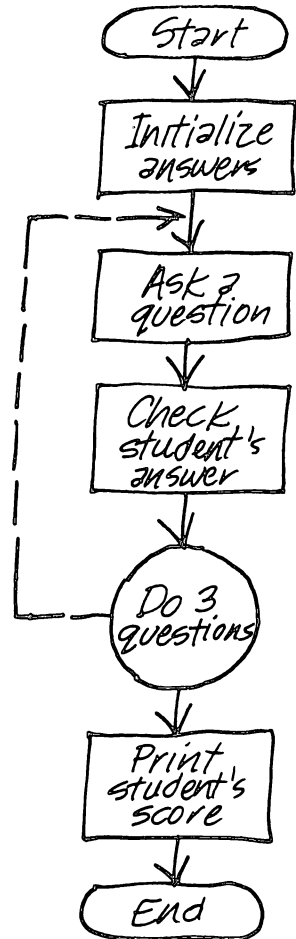 Start
Initialize
answers
Ask a
question
Check
student's
answer
Do 3
questions
Print
student's
score
End